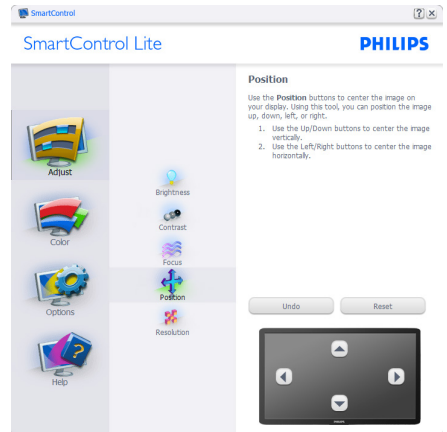 SmartControl
SmartControl Lite
PHILIPS
Adjust
Color
Options
Help
Brightness
Contrast
Focus
Position
Resolution
Position
Use the Position buttons to center the image on
your display. Using this tool, you can position the image
up, down, left, or right.
1. Use the Up/Down buttons to center the image
vertically.
2. Use the Left/Right buttons to center the image
horizontally.
Undo
Reset
PHILIPS